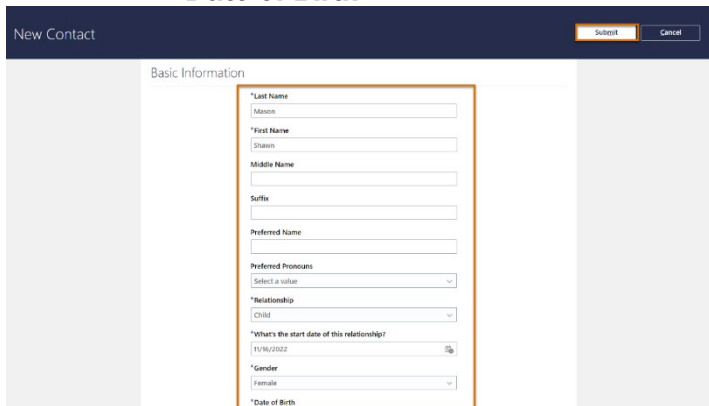 New Contact
Submit
Cancel
Basic Information
*Last Name
Mason
*First Name
Shawn
Middle Name
Suffix
Preferred Name
Preferred Pronouns
Select a value
*Relationship
Child
*What's the start date of this relationship?
11/16/2022
*Gender
Female
*Date of Birth